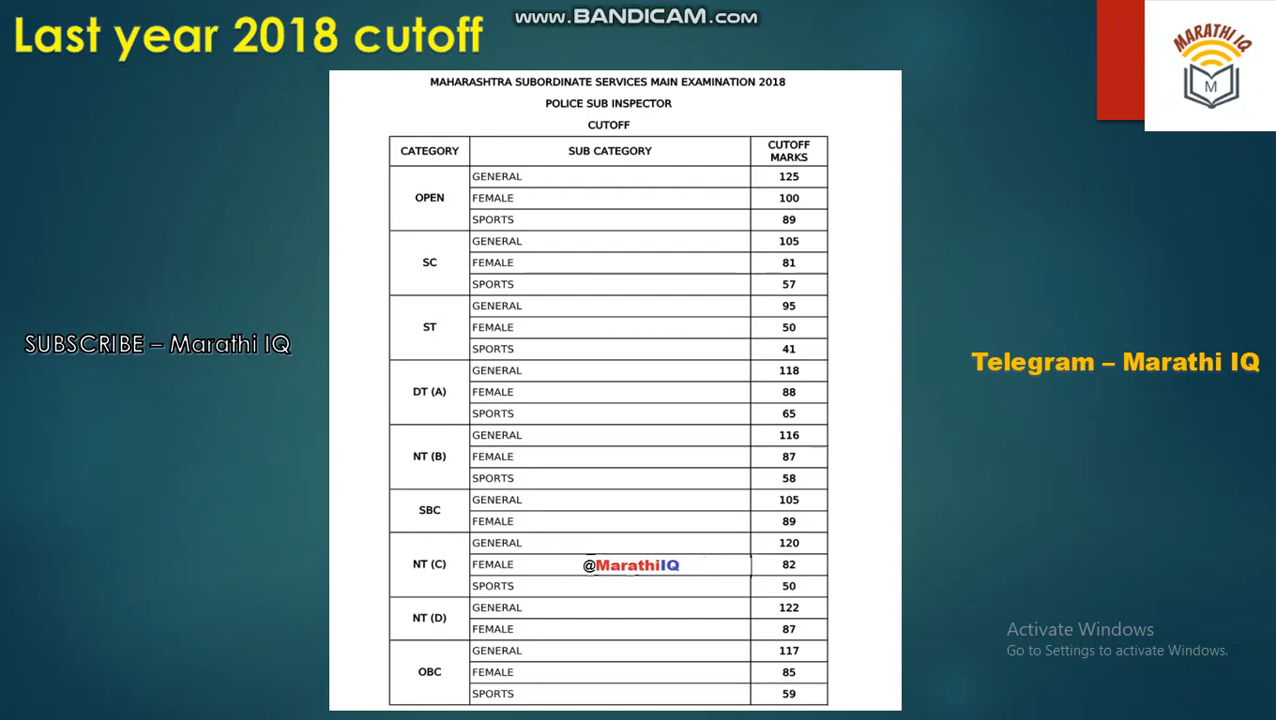 www.BANDICAM.com
Last year 2018 cutoff
MARATHI IQ
M
MAHARASHTRA SUBORDINATE SERVICES MAIN EXAMINATION 2018
POLICE SUB INSPECTOR
CUTOFF
CATEGORY SUB CATEGORY CUTOFF MARKS
OPEN GENERAL 125
FEMALE 100
SPORTS 89
SC GENERAL 105
FEMALE 81
SPORTS 57
ST GENERAL 95
FEMALE 50
SPORTS 41
DT (A) GENERAL 118
FEMALE 88
SPORTS 65
NT (B) GENERAL 116
FEMALE 87
SPORTS 58
SBC GENERAL 105
FEMALE 89
NT (C) GENERAL 120
FEMALE @MarathiIQ 82
SPORTS 50
NT (D) GENERAL 122
FEMALE 87
OBC GENERAL 117
FEMALE 85
SPORTS 59
SUBSCRIBE – Marathi IQ
Telegram – Marathi IQ
Activate Windows
Go to Settings to activate Windows.